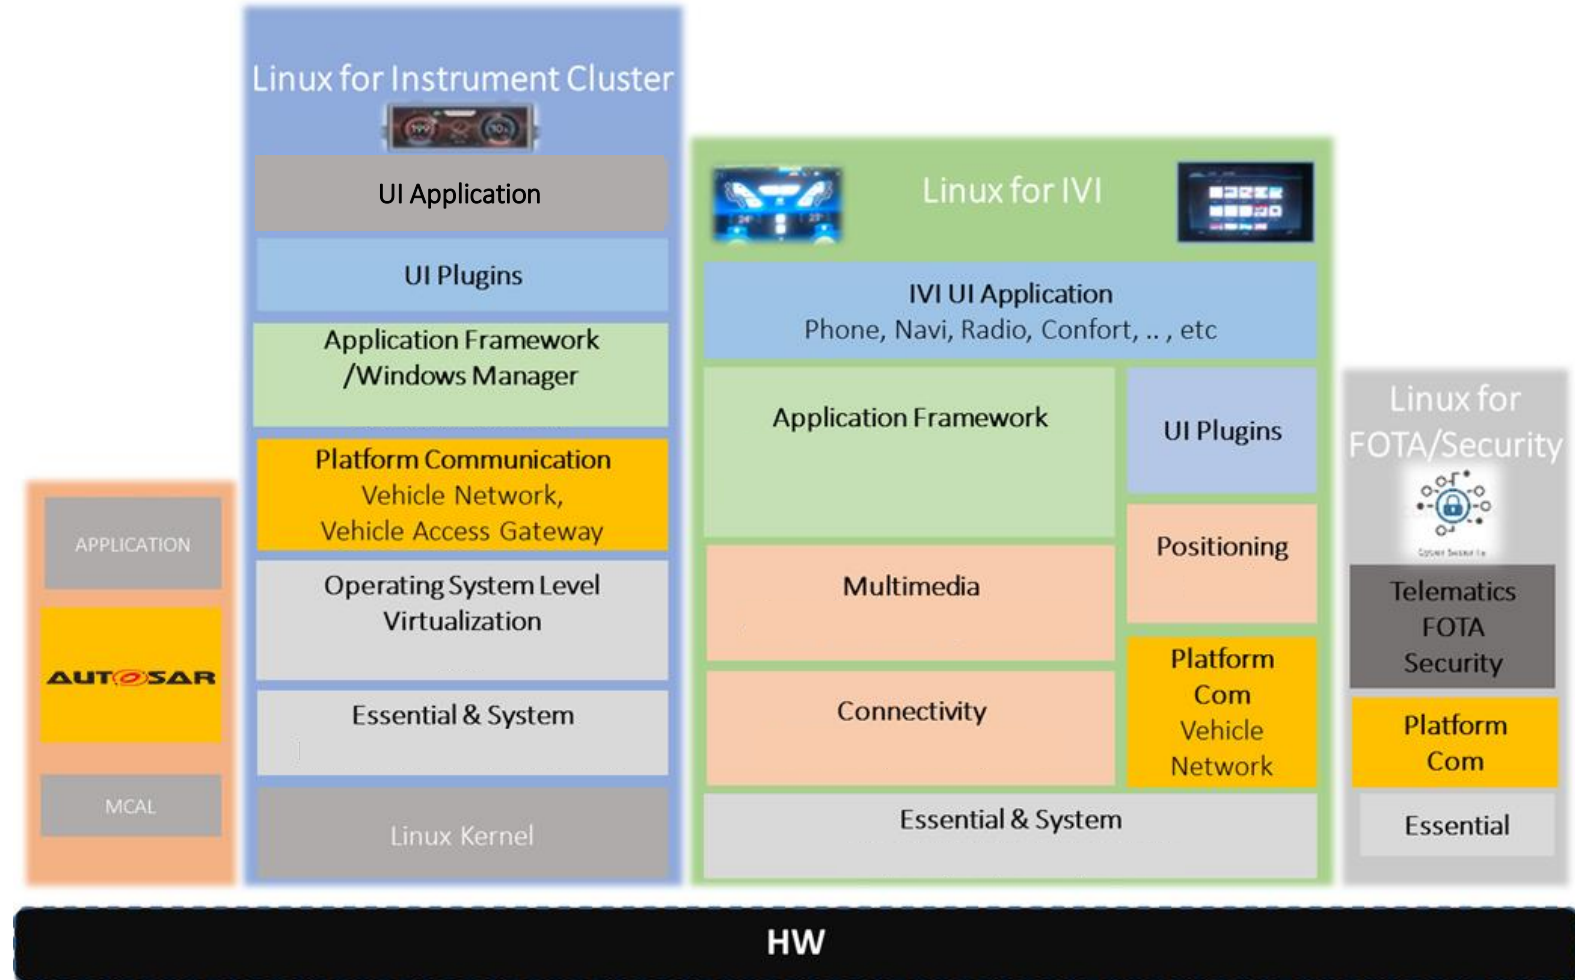 Linux for Instrument Cluster
UI Application
UI Plugins
Application Framework
/Windows Manager
Platform Communication
Vehicle Network,
Vehicle Access Gateway
Operating System Level
Virtualization
Essential & System
Linux Kernel
APPLICATION
AUTOSAR
MCAL
Linux for IVI
IVI UI Application
Phone, Navi, Radio, Confort, .. , etc
Application Framework
UI Plugins
Positioning
Multimedia
Connectivity
Platform
Com
Vehicle
Network
Essential & System
Linux for
FOTA/Security
Cyber Security
Telematics
FOTA
Security
Platform
Com
Essential
HW